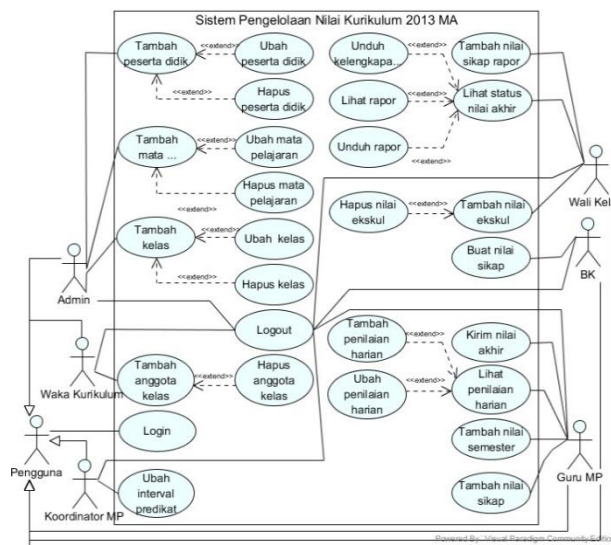 Sistem Pengelolaan Nilai Kurikulum 2013 MA
Tambah
peserta didik
<<extend>>
Ubah
peserta didik
Hapus
peserta didik
<<extend>>
Unduh
kelengkapa...
<<extend>>
Tambah nilai
sikap rapor
Lihat rapor
<<extend>>
Lihat status
nilai akhir
Unduh rapor
<<extend>>
Tambah
mata ...
<<extend>>
Ubah mata
pelajaran
Hapus mata
pelajaran
<<extend>>
Wali Kel
Hapus nilai
ekskul
<<extend>>
Tambah nilai
ekskul
Tambah
kelas
<<extend>>
Ubah kelas
<<extend>>
Hapus kelas
Buat nilai
sikap
BK
Admin
Logout
Tambah
penilaian
harian
<<extend>>
Kirim nilai
akhir
Ubah
penilaian
harian
<<extend>>
Lihat
penilaian
harian
Waka Kurikulum
Tambah
anggota
kelas
<<extend>>
Hapus
anggota
kelas
Login
Tambah nilai
semester
Pengguna
Koordinator MP
Ubah
interval
predikat
Tambah nilai
sikap
Guru MP
Powered By Visual Paradigm Community Editio